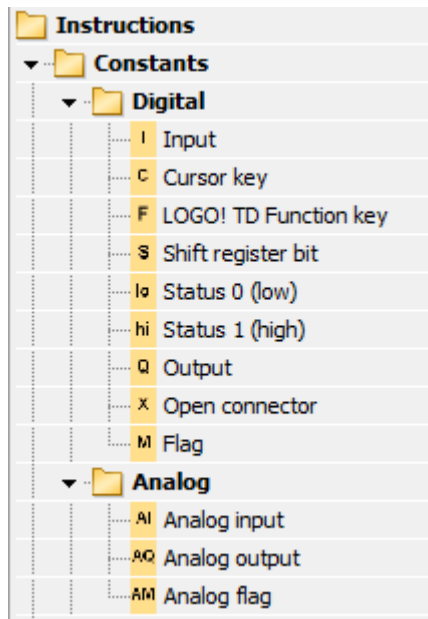 Instructions
Constants
Digital
I Input
C Cursor key
F LOGO! TD Function key
S Shift register bit
lo Status 0 (low)
hi Status 1 (high)
Q Output
X Open connector
M Flag
Analog
AI Analog input
AQ Analog output
AM Analog flag